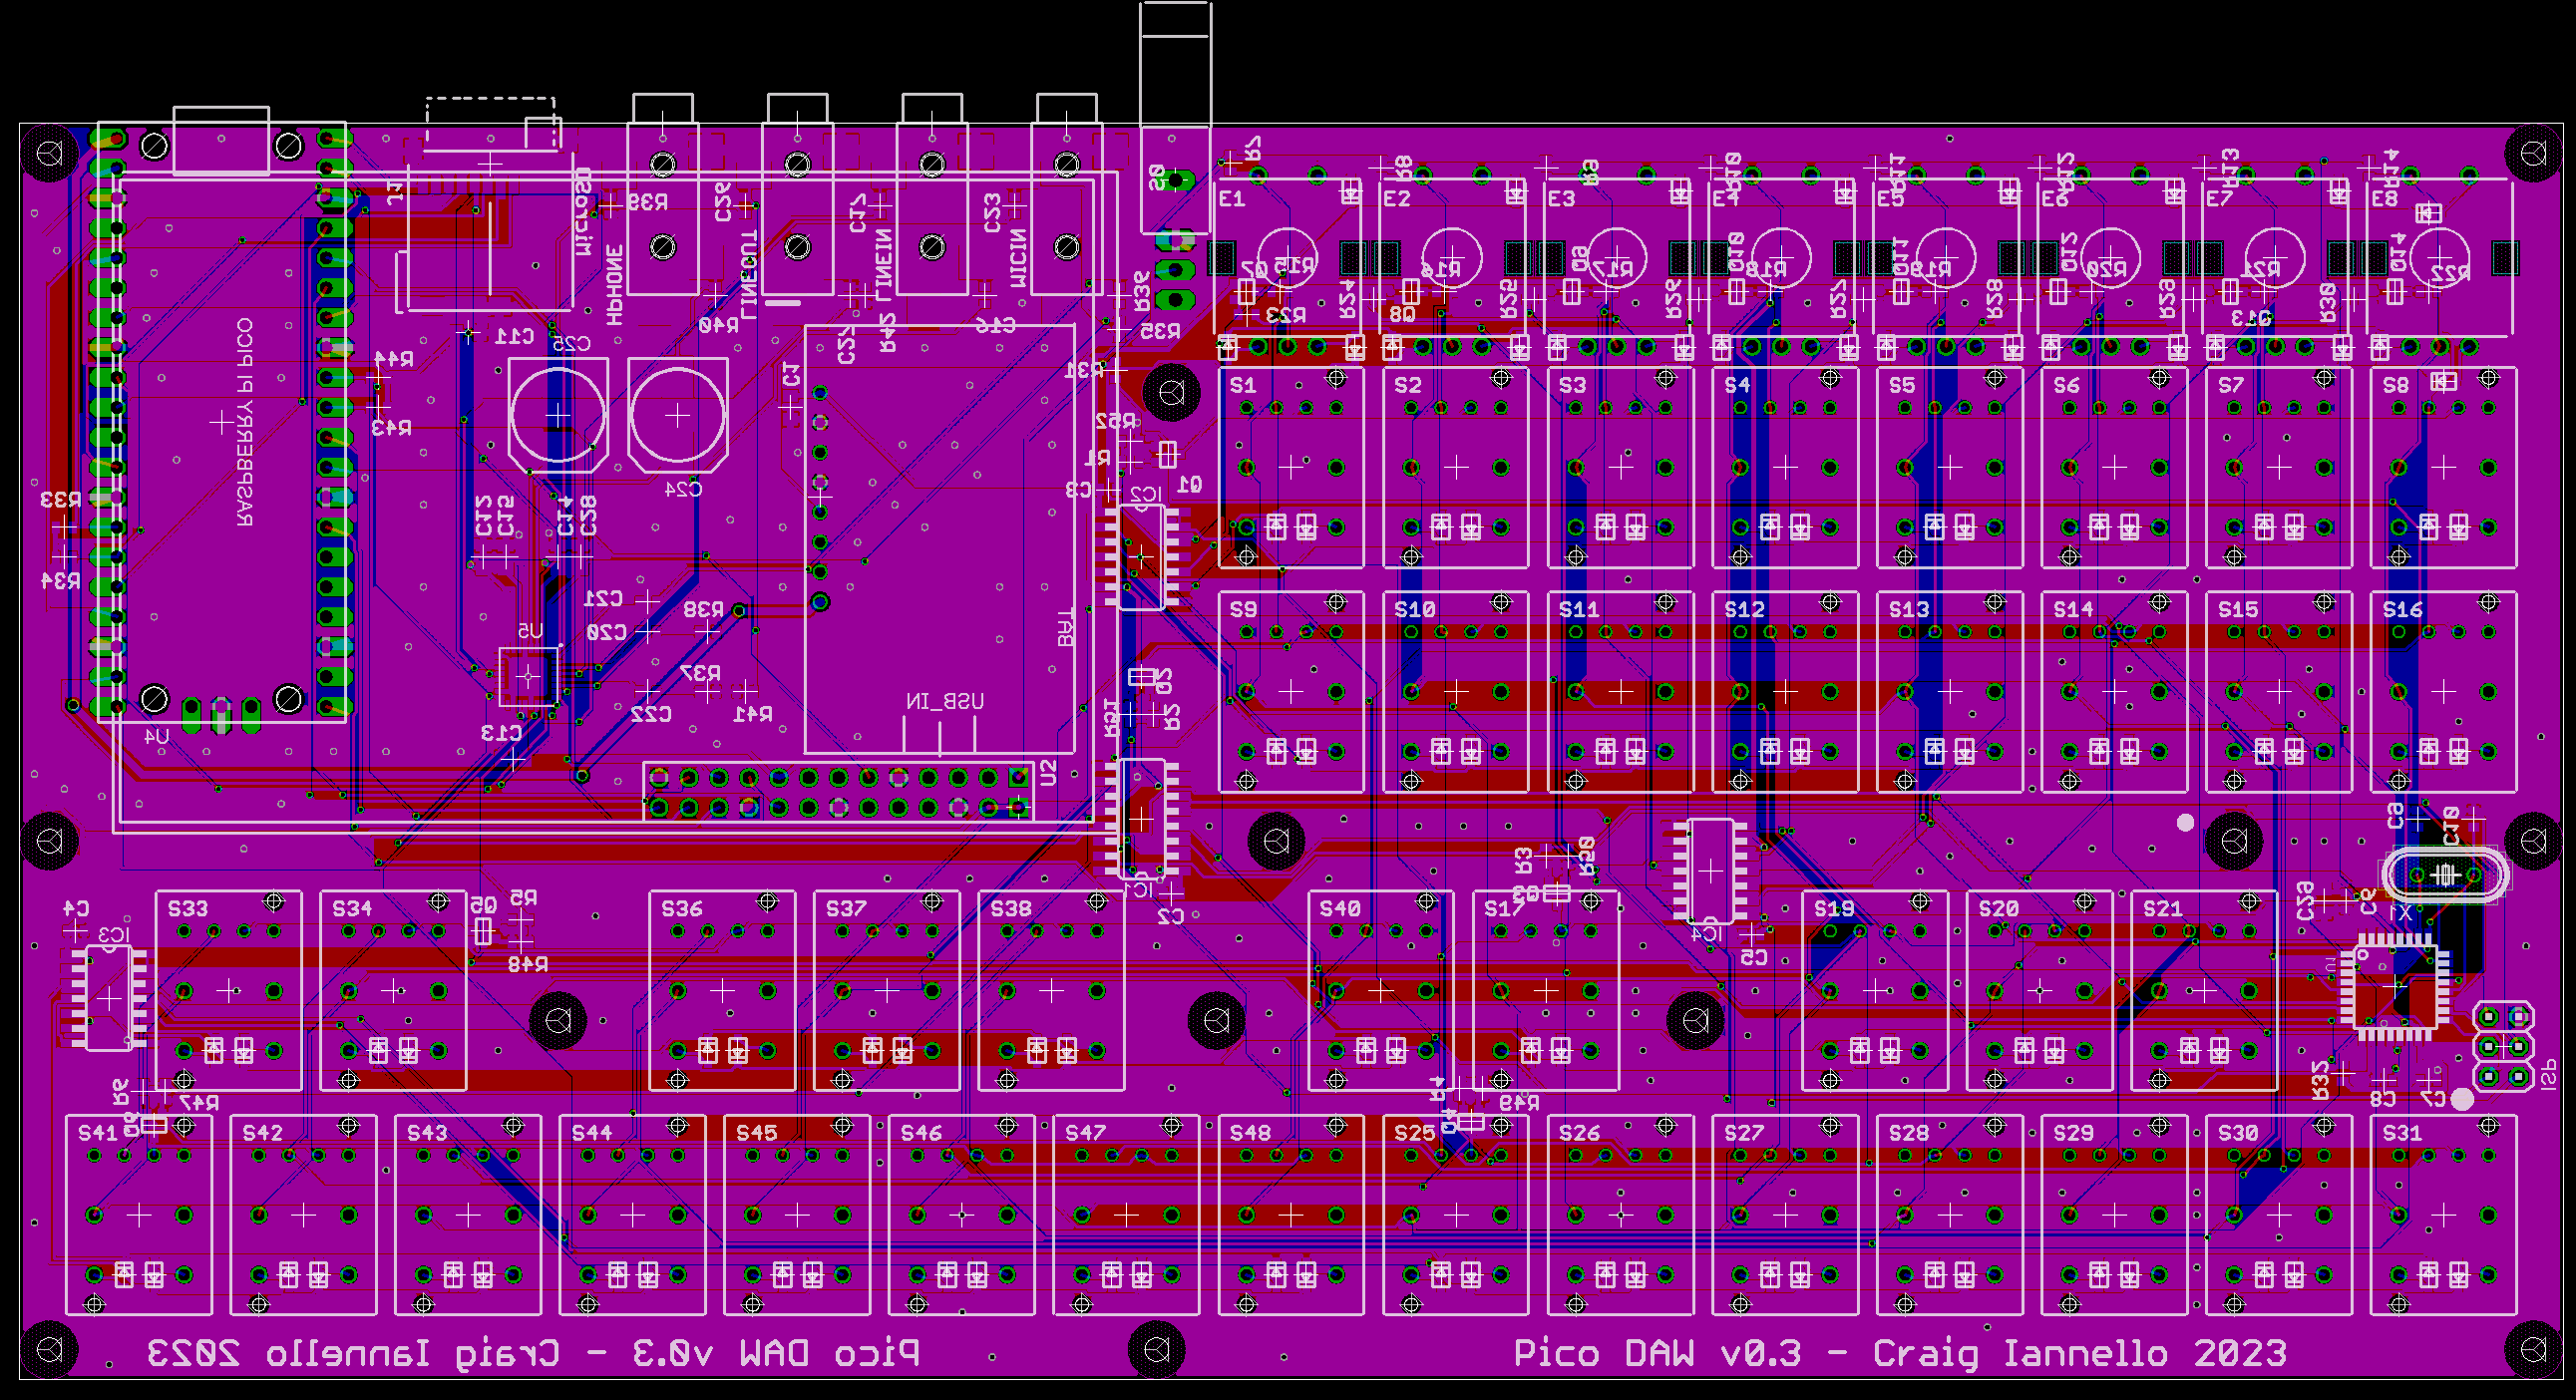 J1
MicroSD
HPHONE
R39
C26
LINEOUT
R40
C17
LINEIN
R42
C27
C23
MICIN
C16
S0
R36
R35
R31
R7
R8
R9
R10
R11
R12
R13
R14
E1
E2
E3
E4
E5
E6
E7
E8
Q7
R15
R16
Q9
R17
Q10
R18
Q11
R19
Q12
R20
R21
Q14
R22
R23
R24
Q8
R25
R26
R27
R28
R29
Q13
R30
RASPBERRY PI PICO
C11
C25
R44
R43
C1
C24
R52
R1
C3
Q1
IC2
R33
R34
C12
C15
C14
C28
C21
C20
R38
R37
C22
R41
U5
C13
U4
BAT
USB_IN
U2
R51
R2
Q2
IC1
C2
S1
S2
S3
S4
S5
S6
S7
S8
S9
S10
S11
S12
S13
S14
S15
S16
R3
R50
Q3
IC4
C5
C9
C10
C29
C6
X1
U1
R32
C8
C7
ISP
C4
IC3
S33
S34
Q5
R5
R48
S36
S37
S38
S40
S17
S19
S20
S21
R6
R47
Q6
R4
R49
Q4
S41
S42
S43
S44
S45
S46
S47
S48
S25
S26
S27
S28
S29
S30
S31
Pico DAW v0.3 - Craig Iannello 2023
Pico DAW v0.3 - Craig Iannello 2023